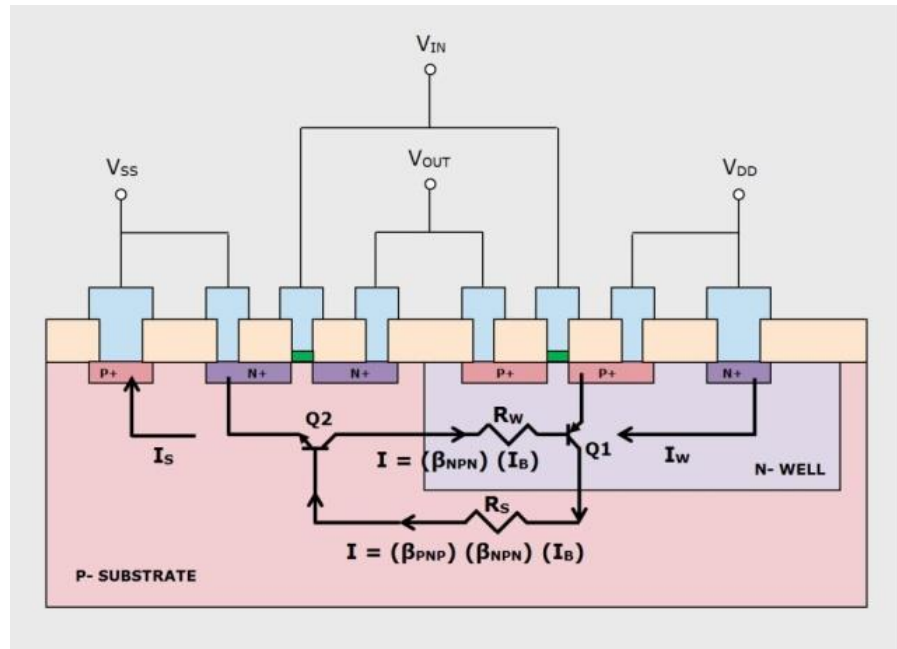 VIN
VSS
VOUT
VDD
P+
N+
N+
P+
P+
N+
Q2
RW
Q1
IS
I = (βNPN) (IB)
IW
N- WELL
RS
I = (βPNP) (βNPN) (IB)
P- SUBSTRATE